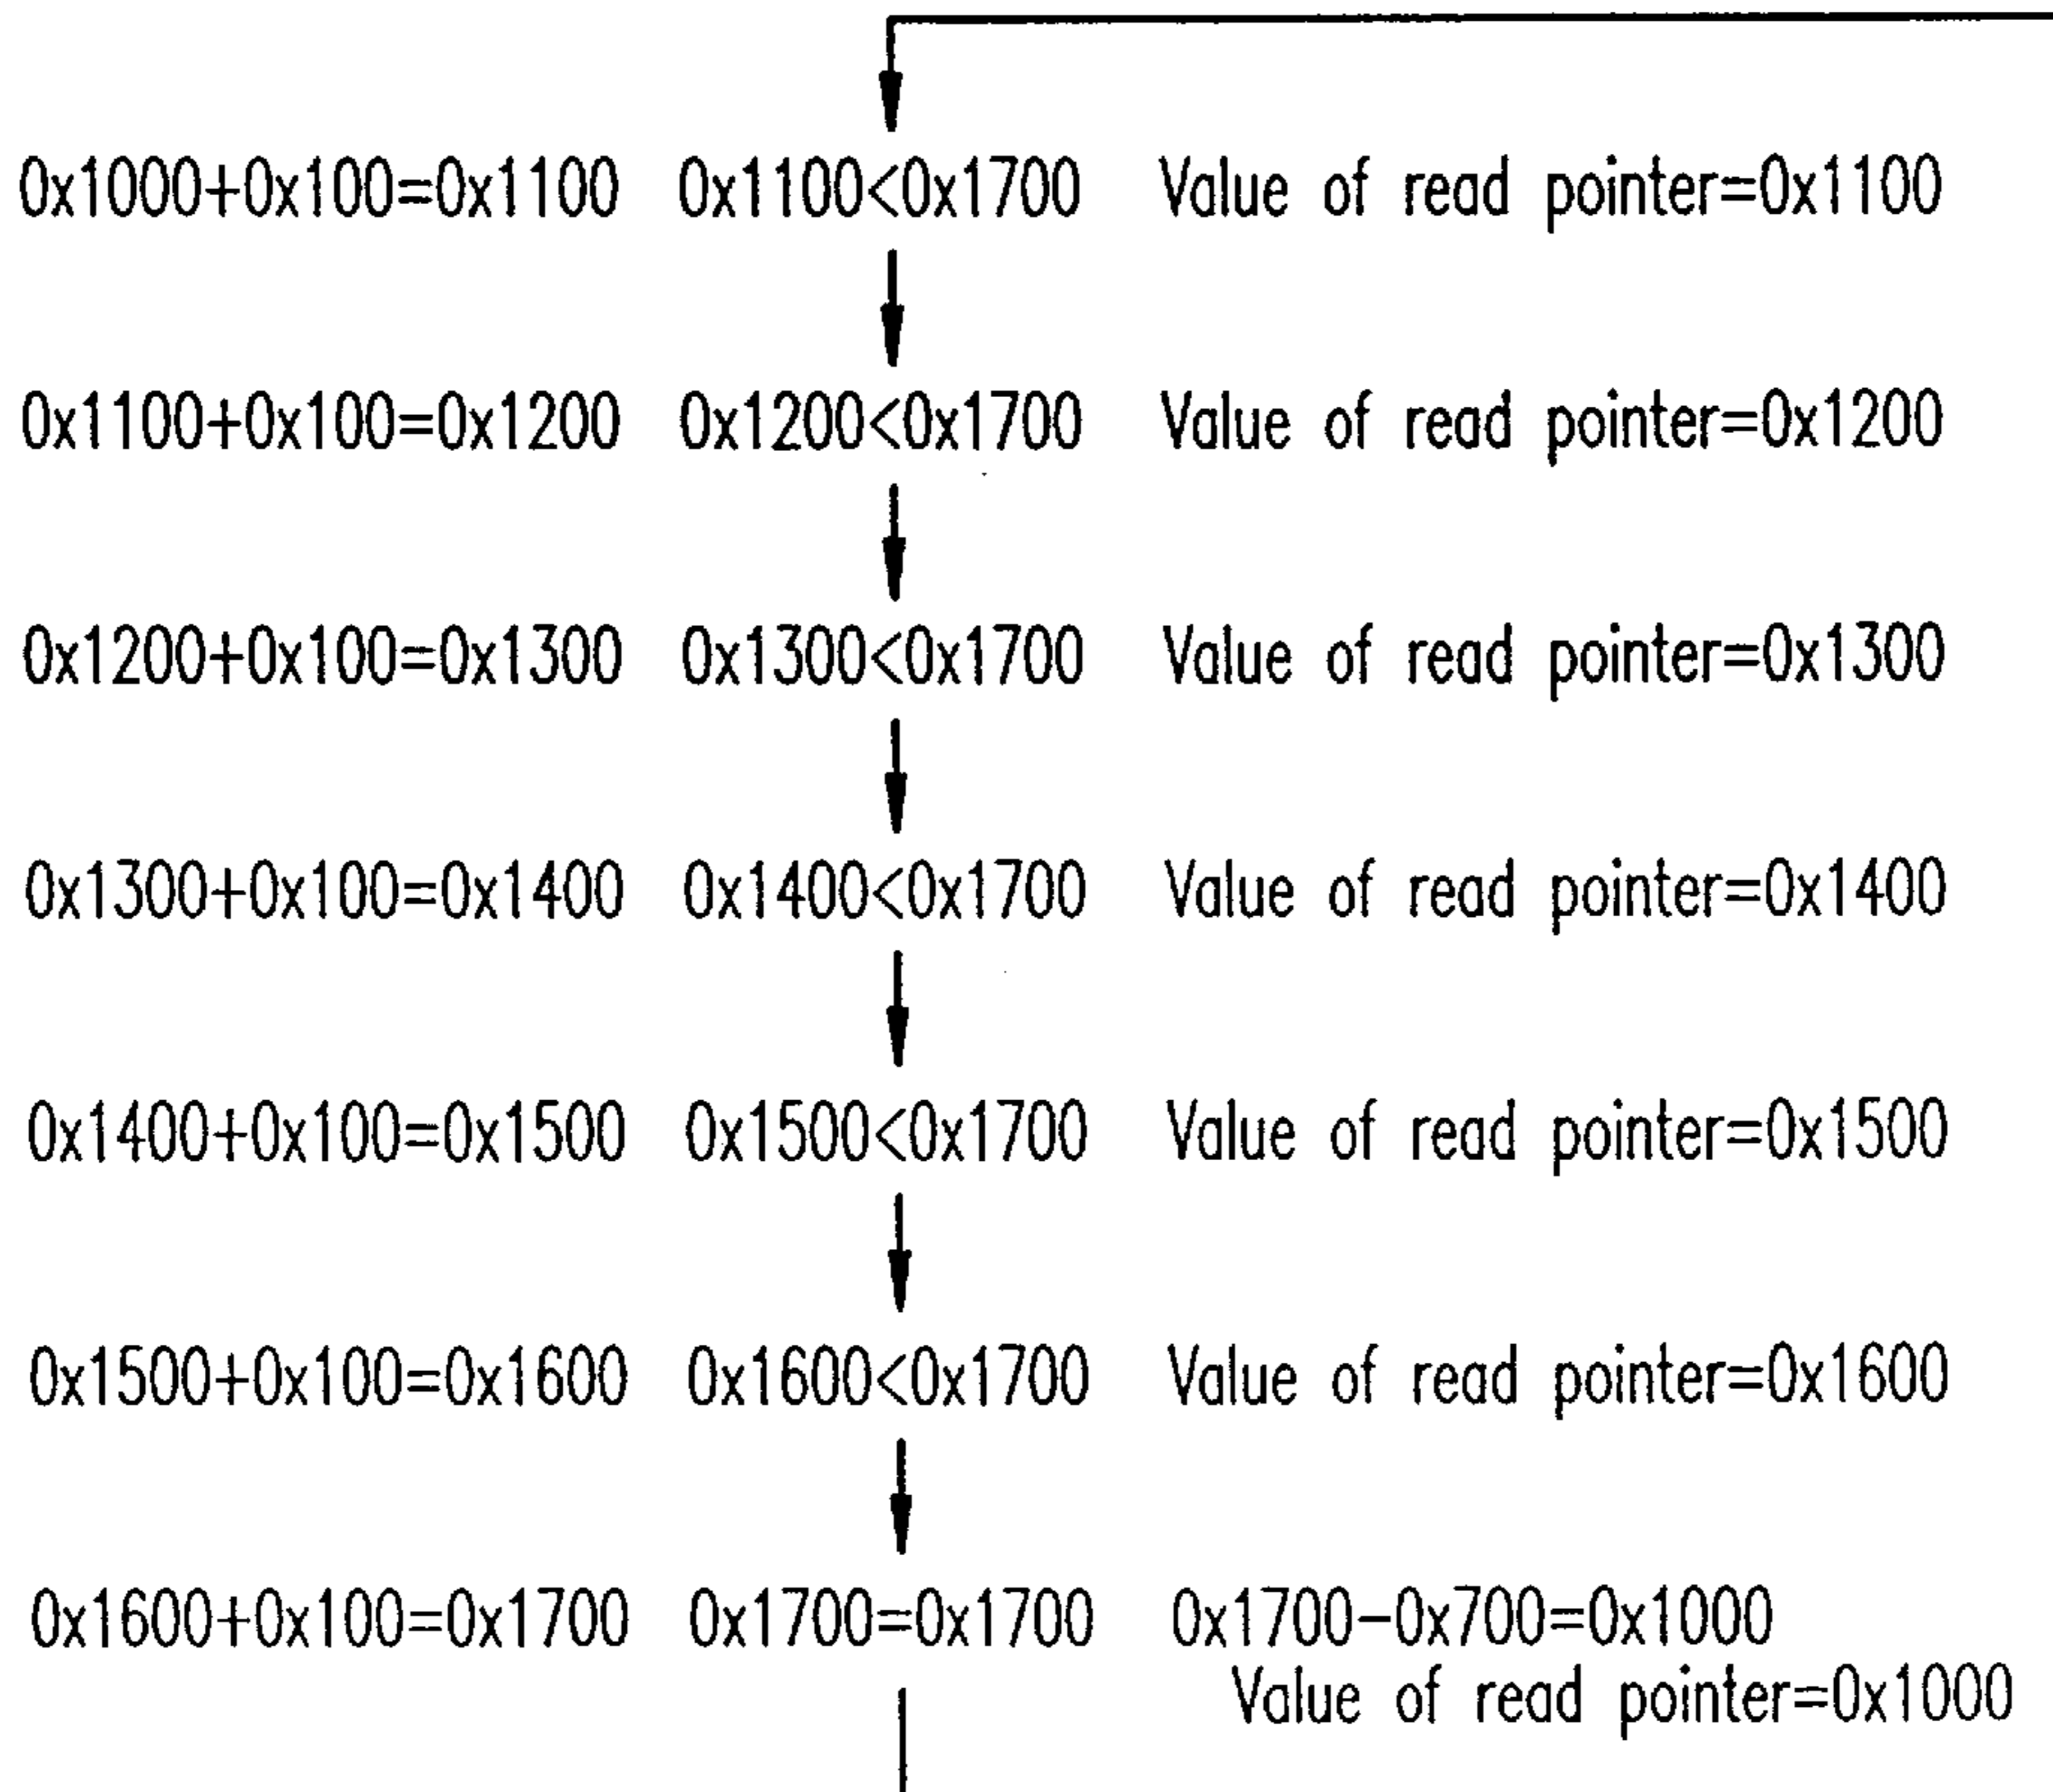 0x1000+0x100=0x1100 0x1100<0x1700 Value of read pointer=0x1100
0x1100+0x100=0x1200 0x1200<0x1700 Value of read pointer=0x1200
0x1200+0x100=0x1300 0x1300<0x1700 Value of read pointer=0x1300
0x1300+0x100=0x1400 0x1400<0x1700 Value of read pointer=0x1400
0x1400+0x100=0x1500 0x1500<0x1700 Value of read pointer=0x1500
0x1500+0x100=0x1600 0x1600<0x1700 Value of read pointer=0x1600
0x1600+0x100=0x1700 0x1700=0x1700 0x1700-0x700=0x1000
Value of read pointer=0x1000